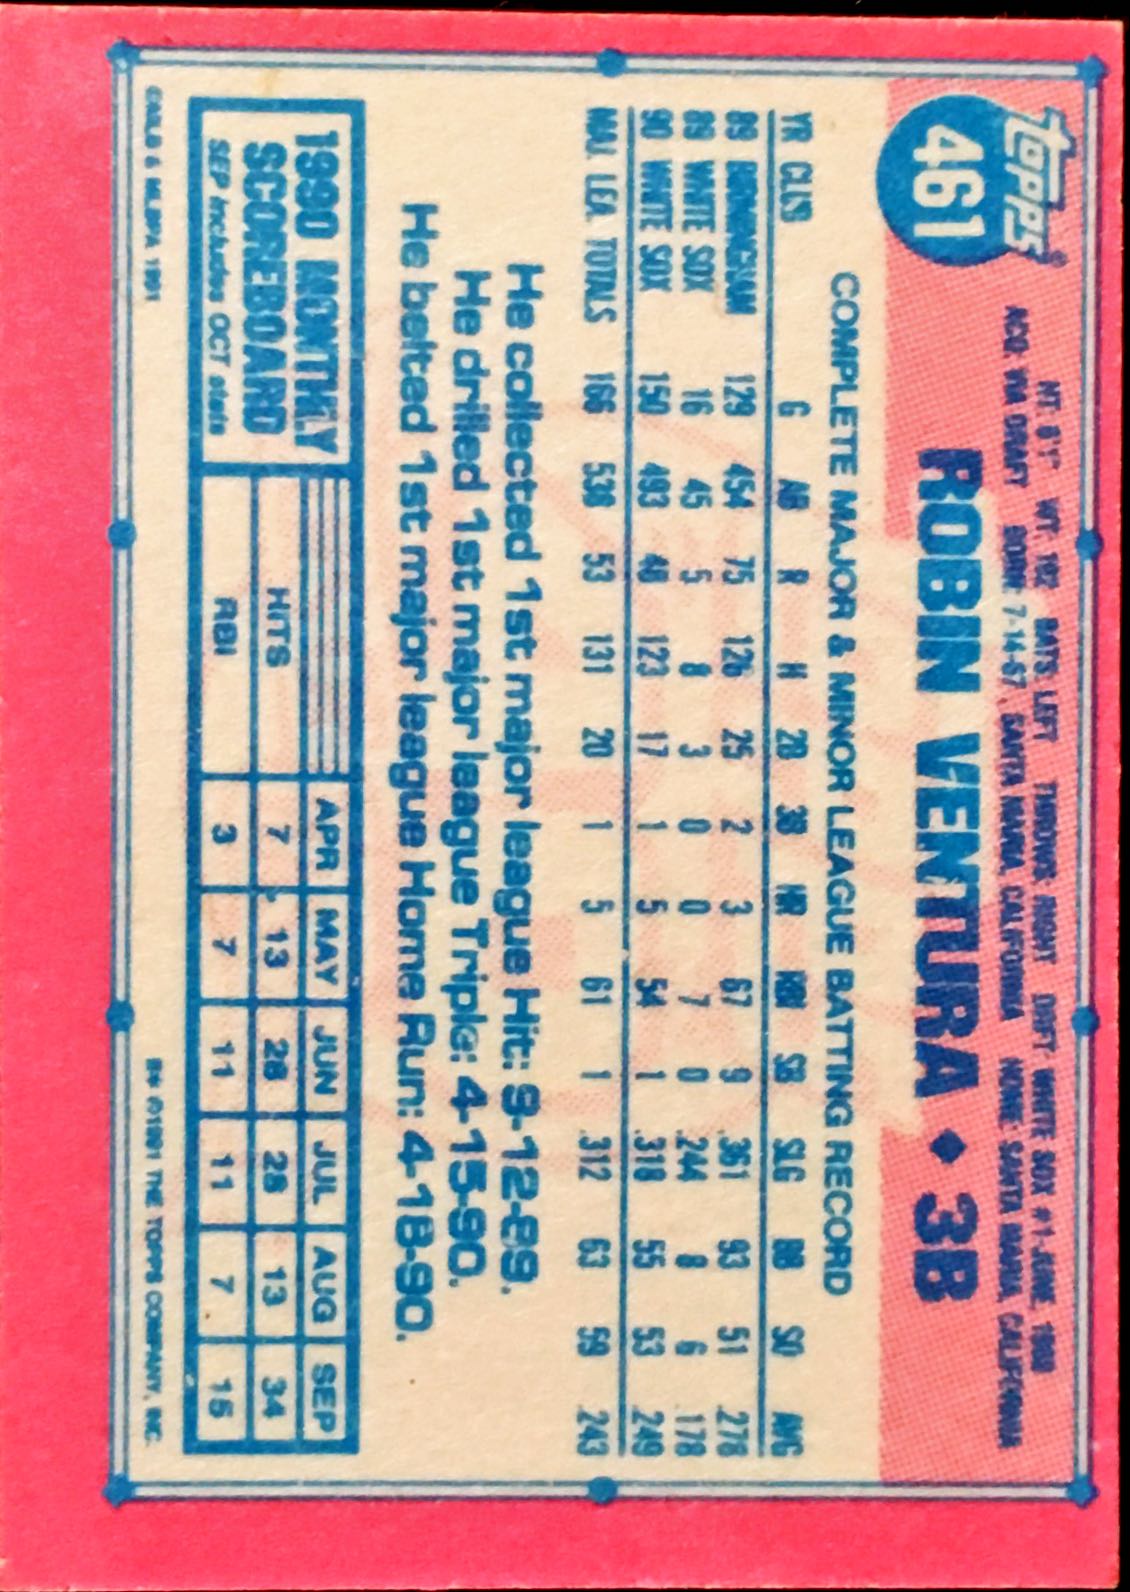 TOPPS®
461
HT. 6'1" WT. 192 BATS: LEFT THROWS: RIGHT DRFT: WHITE SOX #1-JUNE, 1988
ACQ. VIA DRAFT BORN: 7-14-67, SANTA MARIA, CALIFORNIA HOME: SANTA MARIA, CALIFORNIA
ROBIN VENTURA ◆ 3B
COMPLETE MAJOR & MINOR LEAGUE BATTING RECORD
YR CLUB G AB R H 2B 3B HR RBI SB SLG BB SO AVG
89 BIRMINGHAM 129 454 75 126 25 2 3 67 9 .361 93 51 .278
89 WHITE SOX 16 45 5 8 3 0 0 7 0 .244 8 6 .178
90 WHITE SOX 150 493 48 123 17 1 5 54 1 .318 55 53 .249
MAJ. LEA. TOTALS 166 538 53 131 20 1 5 61 1 .312 63 59 .243
He collected 1st major league Hit: 9-12-89.
He drilled 1st major league Triple: 4-15-90.
He belted 1st major league Home Run: 4-18-90.
1990 MONTHLY SCOREBOARD
SEP includes OCT stats
APR MAY JUN JUL AUG SEP
HITS 7 13 28 28 13 34
RBI 3 7 11 11 7 15
©MLB & MLBPA 1991
©1991 THE TOPPS COMPANY, INC.